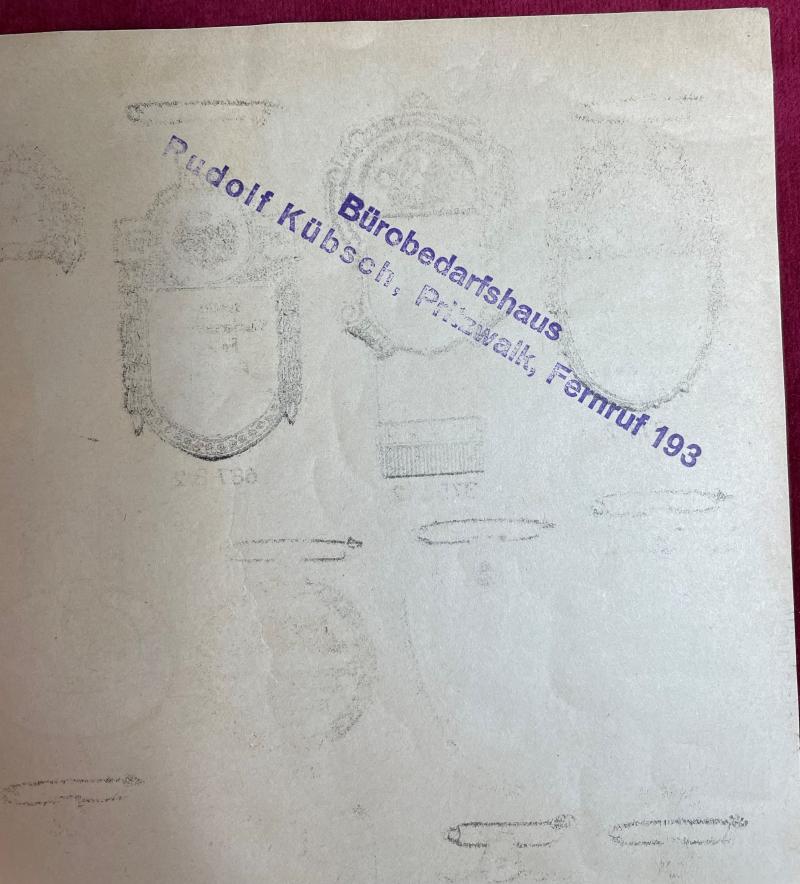 Bürobedarfshaus
Rudolf Kübsch, Pritzwalk, Fernruf 193